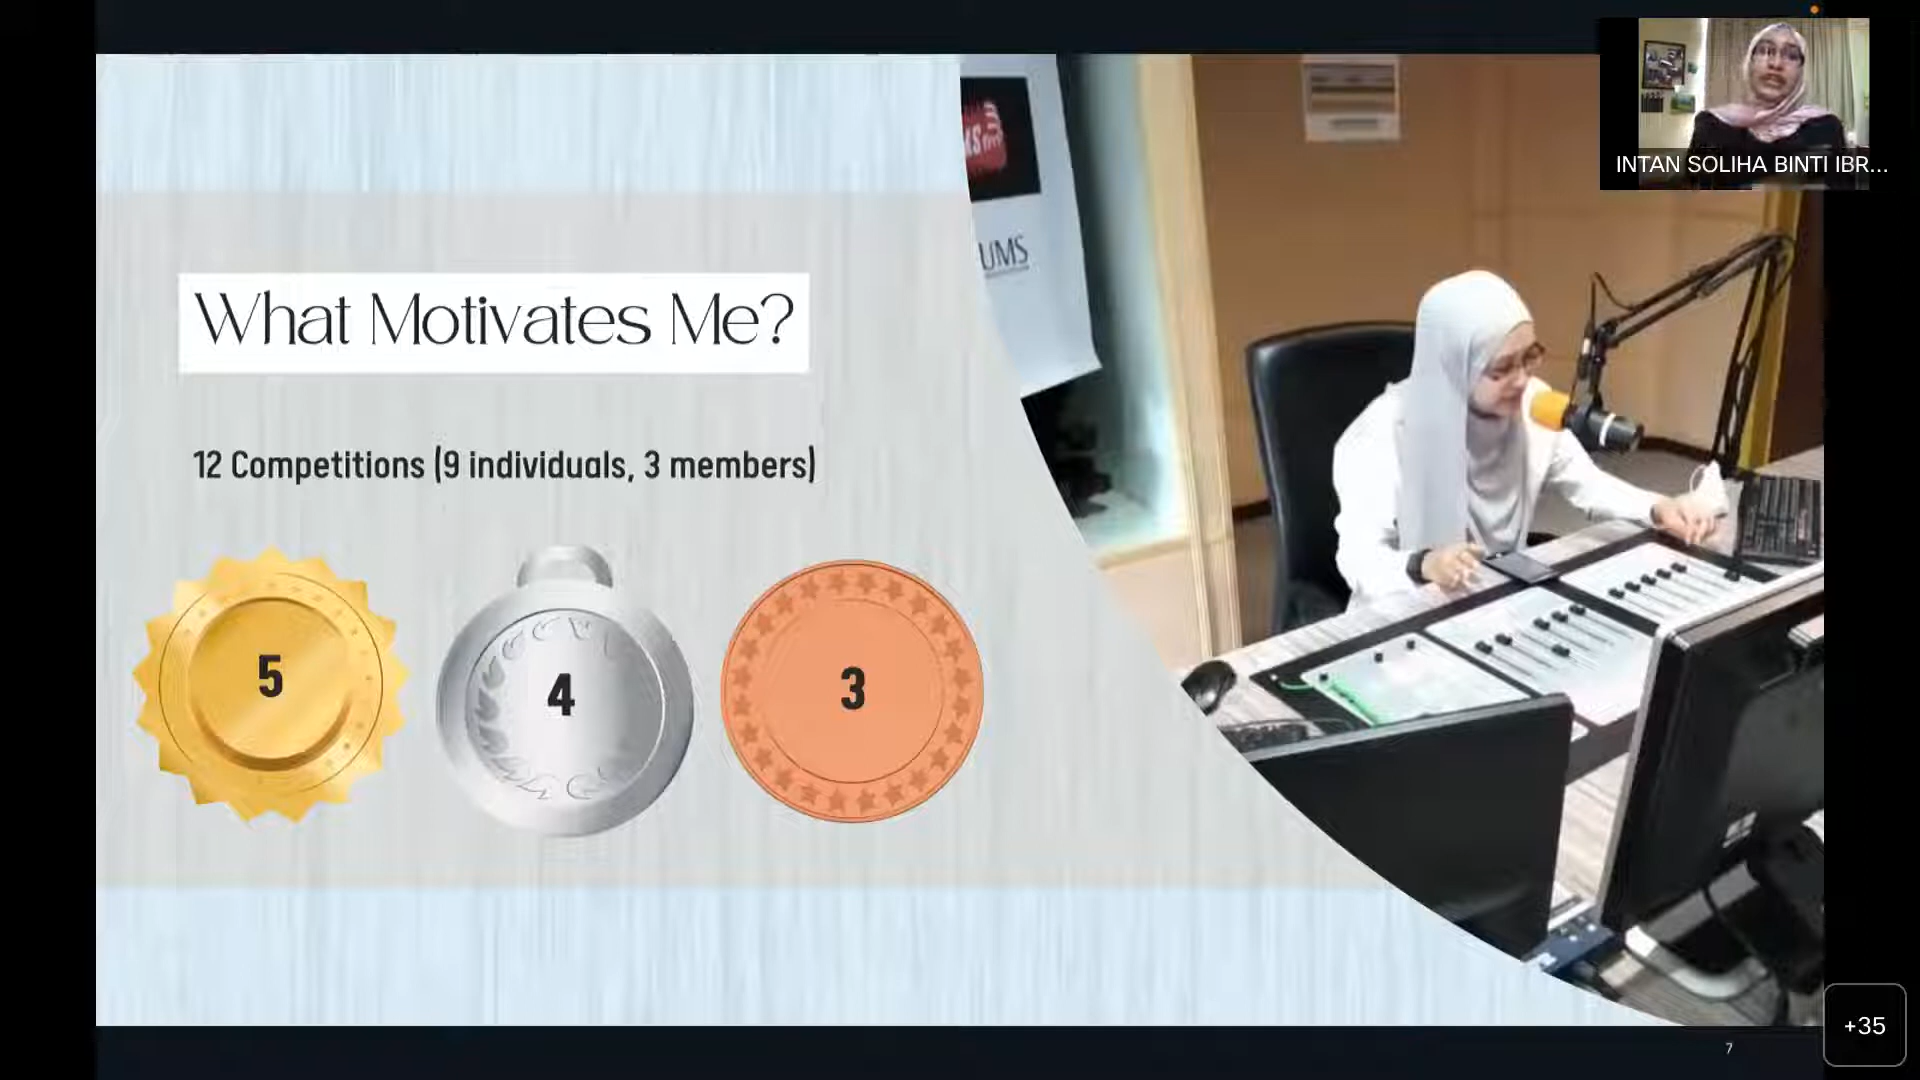 INTAN SOLIHA BINTI IBR...
UMS
What Motivates Me?
12 Competitions (9 individuals, 3 members)
5
4
3
7
+35